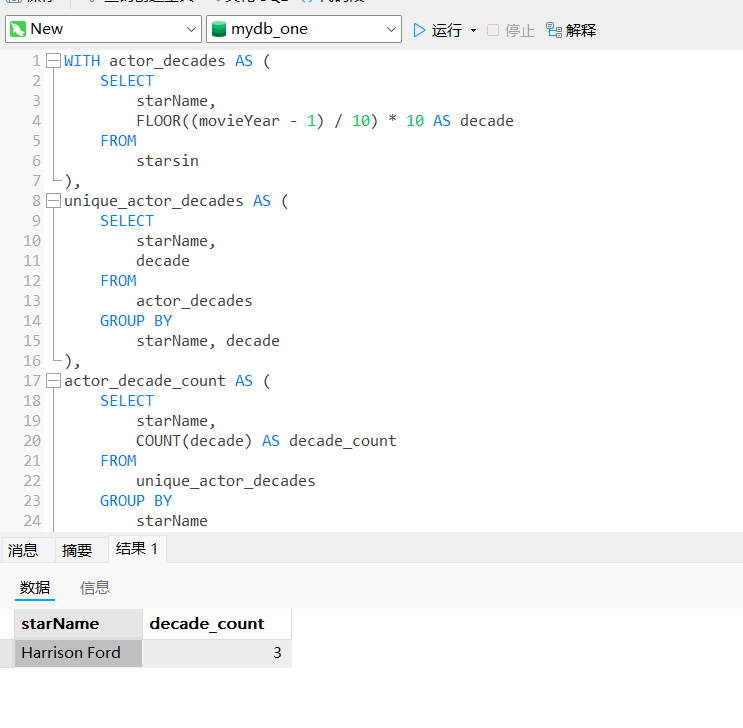 New
mydb_one
运行
停止
解释
1 WITH actor_decades AS (
2 SELECT
3 starName,
4 FLOOR((movieYear - 1) / 10) * 10 AS decade
5 FROM
6 starsin
7 ),
8 unique_actor_decades AS (
9 SELECT
10 starName,
11 decade
12 FROM
13 actor_decades
14 GROUP BY
15 starName, decade
16 ),
17 actor_decade_count AS (
18 SELECT
19 starName,
20 COUNT(decade) AS decade_count
21 FROM
22 unique_actor_decades
23 GROUP BY
24 starName
消息 摘要 结果 1
数据 信息
starName decade_count
Harrison Ford 3